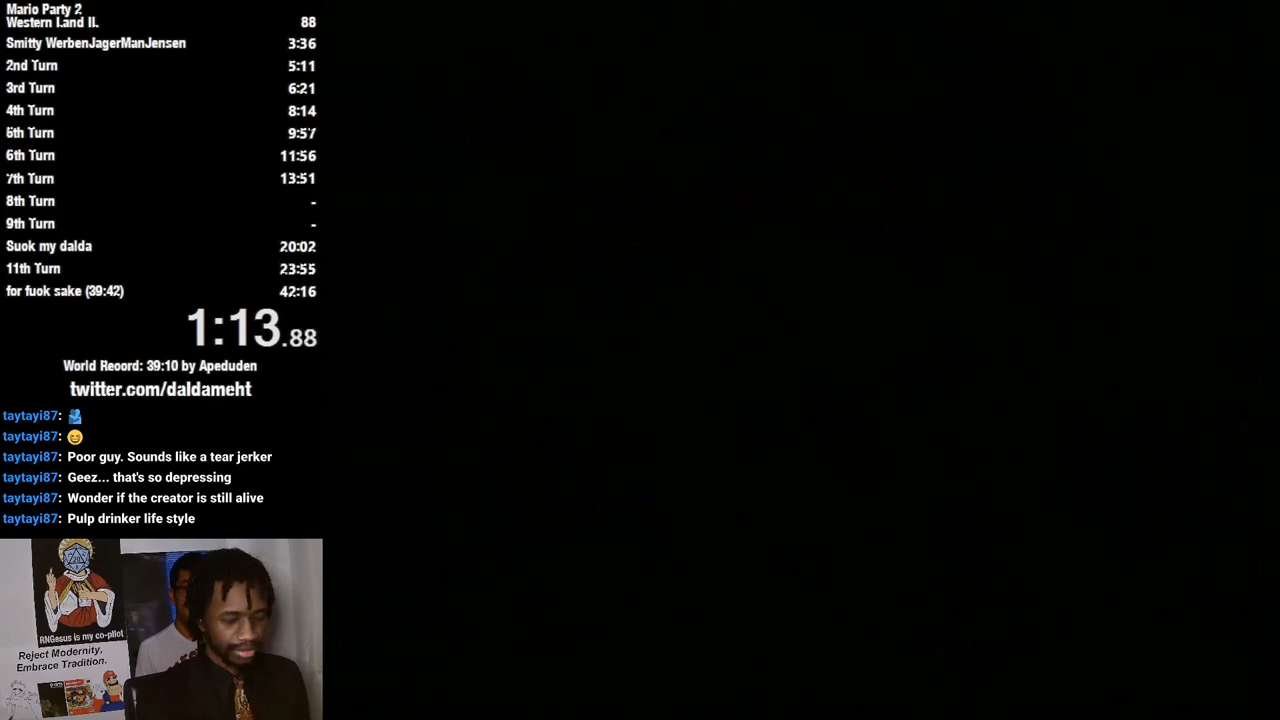 Mario Party 2
Western Land II. 88
Smitty WerbenJagerManJensen 3:36
2nd Turn 5:11
3rd Turn 6:21
4th Turn 8:14
5th Turn 9:57
6th Turn 11:56
7th Turn 13:51
8th Turn -
9th Turn -
Suck my dalda 20:02
11th Turn 23:55
for fuck sake (39:42) 42:16
1:13.88
World Record: 39:10 by Apeduden
twitter.com/daldameht
taytayi87: 🫂
taytayi87: 😄
taytayi87: Poor guy. Sounds like a tear jerker
taytayi87: Geez... that's so depressing
taytayi87: Wonder if the creator is still alive
taytayi87: Pulp drinker life style
RNGesus is my co-pilot
Reject Modernity,
Embrace Tradition.